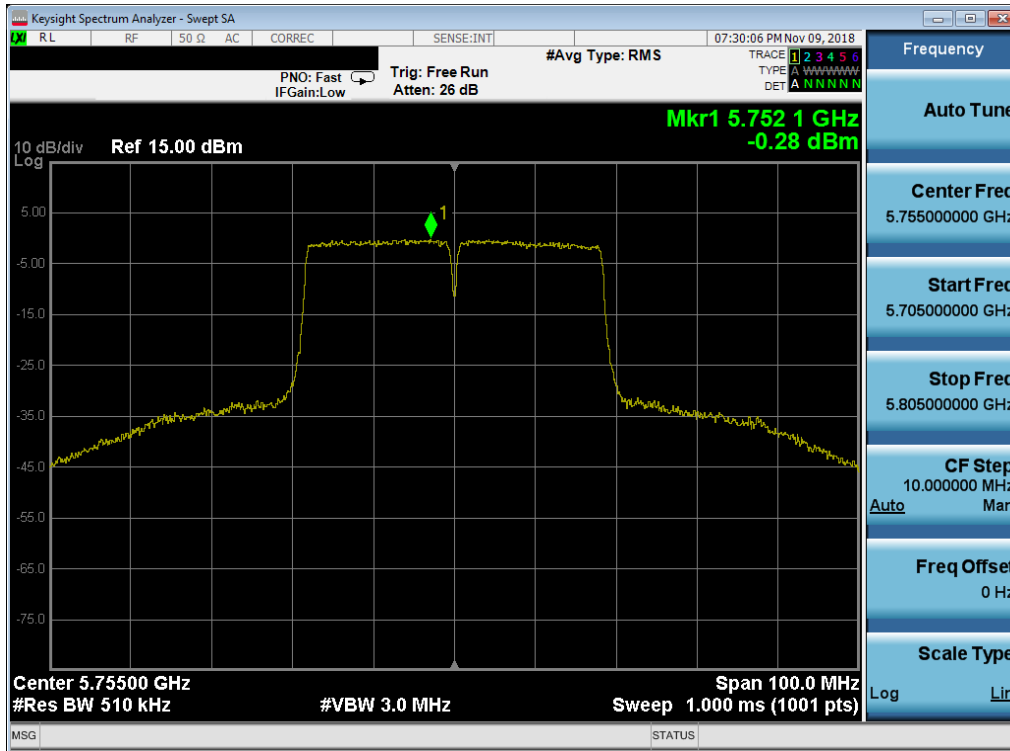 Keysight Spectrum Analyzer - Swept SA
LXI RL RF 50 Ω AC CORREC SENSE:INT 07:30:06 PM Nov 09, 2018
#Avg Type: RMS
TRACE 1 2 3 4 5 6
TYPE A WWWWW
DET A N N N N N
PNO: Fast
IFGain:Low
Trig: Free Run
Atten: 26 dB
Mkr1 5.752 1 GHz
-0.28 dBm
10 dB/div Ref 15.00 dBm
Log
1
5.00
-5.00
-15.0
-25.0
-35.0
-45.0
-55.0
-65.0
-75.0
Center 5.75500 GHz
Span 100.0 MHz
#Res BW 510 kHz
#VBW 3.0 MHz
Sweep 1.000 ms (1001 pts)
MSG
STATUS
Frequency
Auto Tune
Center Freq
5.755000000 GHz
Start Freq
5.705000000 GHz
Stop Freq
5.805000000 GHz
CF Step
10.000000 MHz
Auto Man
Freq Offset
0 Hz
Scale Type
Log Lin